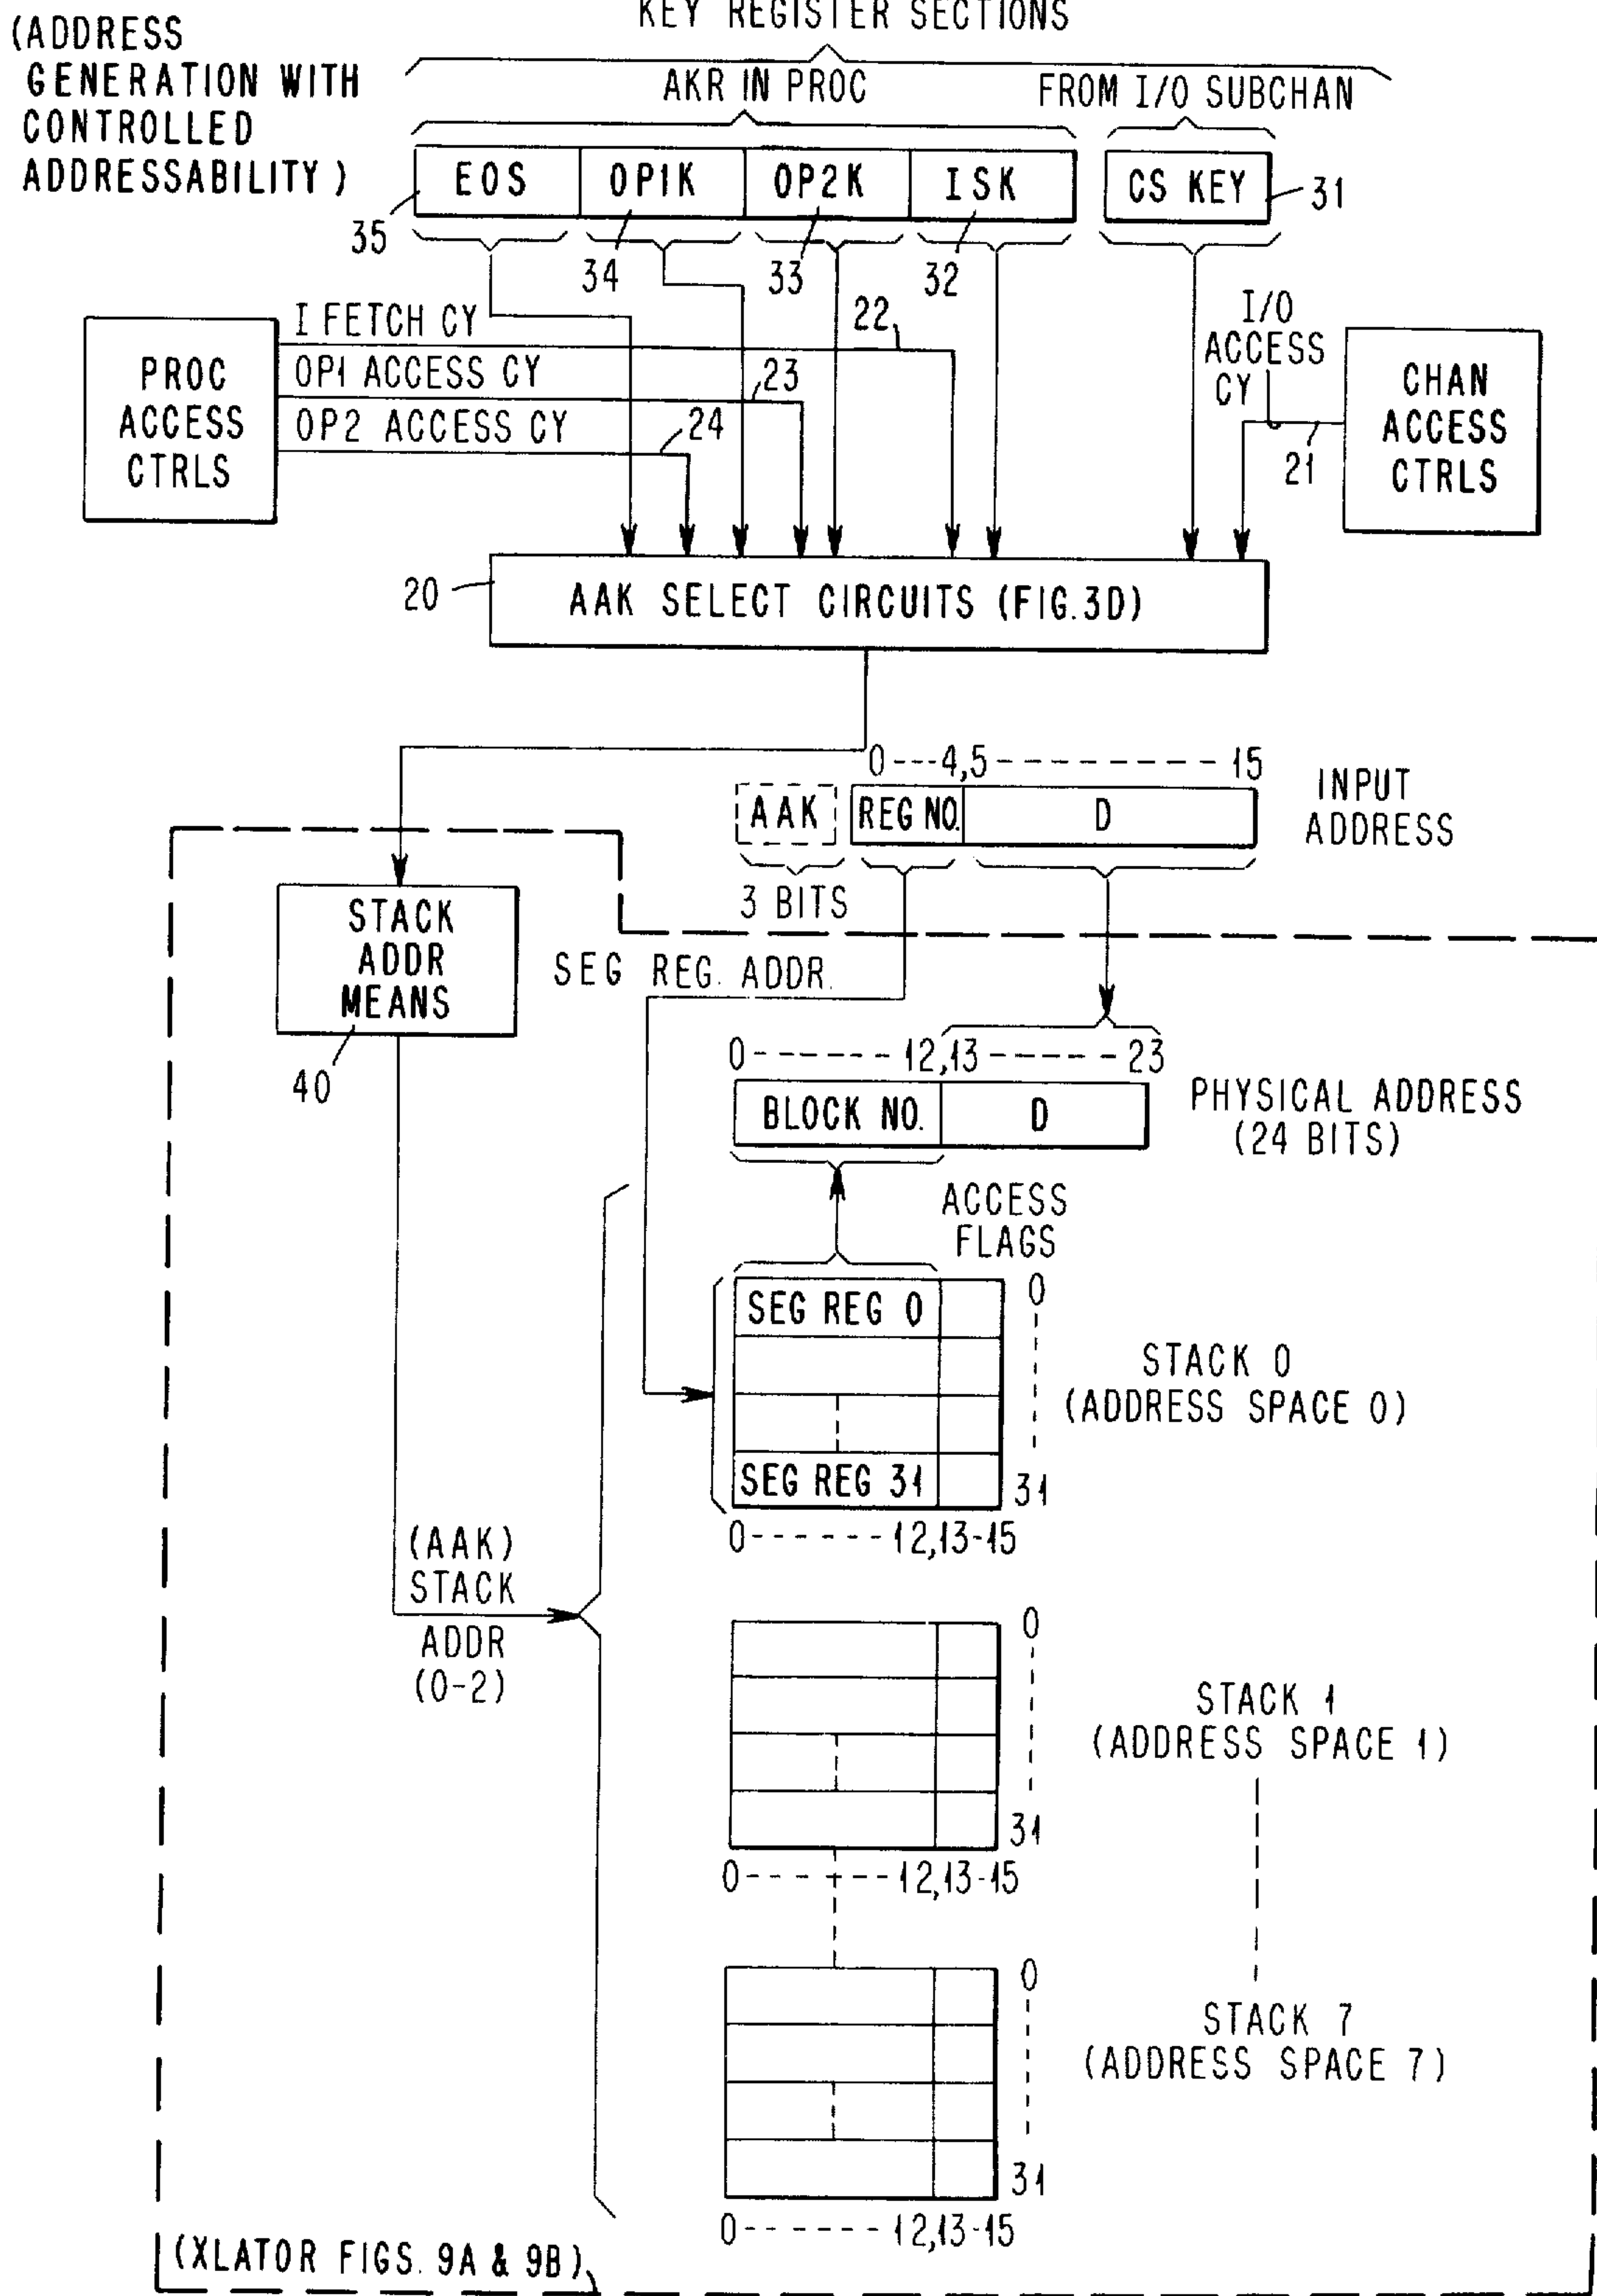 KEY REGISTER SECTIONS
(ADDRESS
GENERATION WITH
CONTROLLED
ADDRESSABILITY)
AKR IN PROC
FROM I/O SUBCHAN
EOS OP1K OP2K ISK CS KEY 31
35 34 33 32
I FETCH CY 22
OP1 ACCESS CY 23
OP2 ACCESS CY 24
PROC
ACCESS
CTRLS
I/O
ACCESS
CY
21
CHAN
ACCESS
CTRLS
20 AAK SELECT CIRCUITS (FIG.3D)
0---4,5---------15
AAK REG NO. D
INPUT
ADDRESS
3 BITS
STACK
ADDR
MEANS
40
SEG REG. ADDR.
0------12,13-----23
BLOCK NO. D
PHYSICAL ADDRESS
(24 BITS)
ACCESS
FLAGS
SEG REG 0
0
STACK 0
(ADDRESS SPACE 0)
SEG REG 31
31
0------12,13-15
(AAK)
STACK
ADDR
(0-2)
0
STACK 1
(ADDRESS SPACE 1)
31
0------12,13-15
0
STACK 7
(ADDRESS SPACE 7)
31
0------12,13-15
(XLATOR FIGS. 9A & 9B)